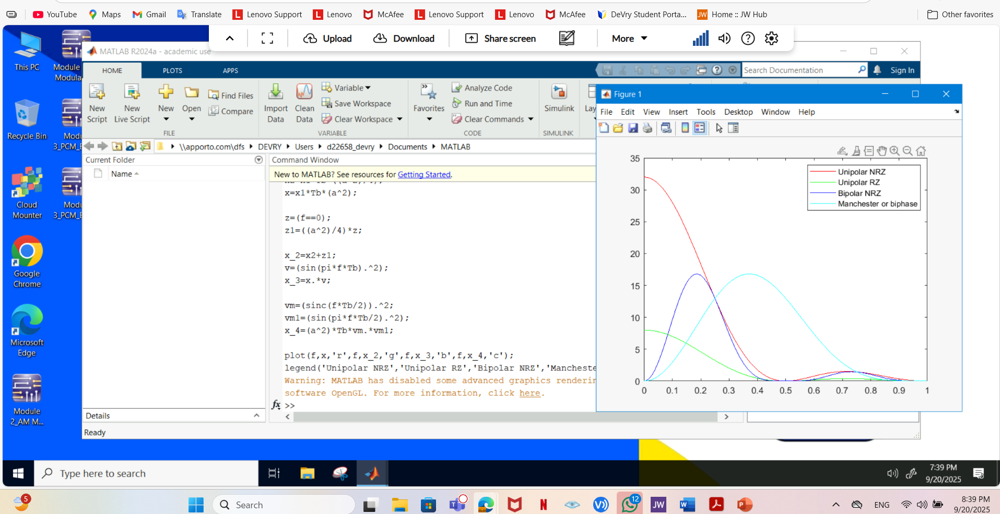 YouTube Maps Gmail Translate Lenovo Support Lenovo McAfee Lenovo Support Lenovo McAfee DeVry Student Porta... JW Home :: JW Hub Other favorites
Upload Download Share screen More
This PC
Module
Modula
Recycle Bin
Modu
3_PCM_E
Cloud
Mounter
Modu
3_PCM_E
Google
Chrome
Microsoft
Edge
Module
2_AM M...
MATLAB R2024a - academic use
HOME PLOTS APPS
Search Documentation Sign In
New
Script
New
Live Script
New
Open
Find Files
Compare
FILE
Import
Data
Clean
Data
Variable
Save Workspace
Clear Workspace
VARIABLE
Favorites
Analyze Code
Run and Time
Clear Commands
CODE
Simulink
SIMULINK
Lay
\\apporto.com\dfs DEVRY Users d22658_devry Documents MATLAB
Current Folder
Name
Details
Ready
Command Window
New to MATLAB? See resources for Getting Started.
x=x1*Tb*(a^2);
z=(f==0);
z1=((a^2)/4)*z;
x_2=x2+z1;
v=(sin(pi*f*Tb).^2);
x_3=x.*v;
vm=(sinc(f*Tb/2)).^2;
vm1=(sin(pi*f*Tb/2).^2);
x_4=(a^2)*Tb*vm.*vm1;
plot(f,x,'r',f,x_2,'g',f,x_3,'b',f,x_4,'c');
legend('Unipolar NRZ','Unipolar RZ','Bipolar NRZ','Mancheste
Warning: MATLAB has disabled some advanced graphics renderin
software OpenGL. For more information, click here.
fx >>
Figure 1
File Edit View Insert Tools Desktop Window Help
35
30
25
20
15
10
5
0
0 0.1 0.2 0.3 0.4 0.5 0.6 0.7 0.8 0.9 1
Unipolar NRZ
Unipolar RZ
Bipolar NRZ
Manchester or biphase
Type here to search
7:39 PM
9/20/2025
5
Search
12
JW
ENG
8:39 PM
9/20/2025